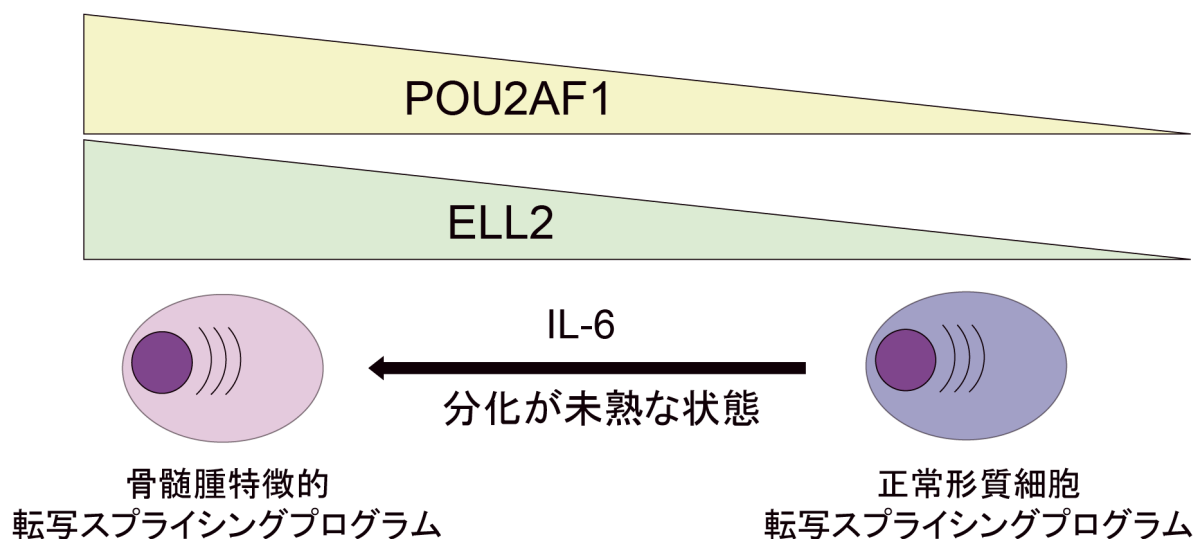 POU2AF1
ELL2
IL-6
分化が未熟な状態
骨髄腫特徴的
転写スプライシングプログラム
正常形質細胞
転写スプライシングプログラム